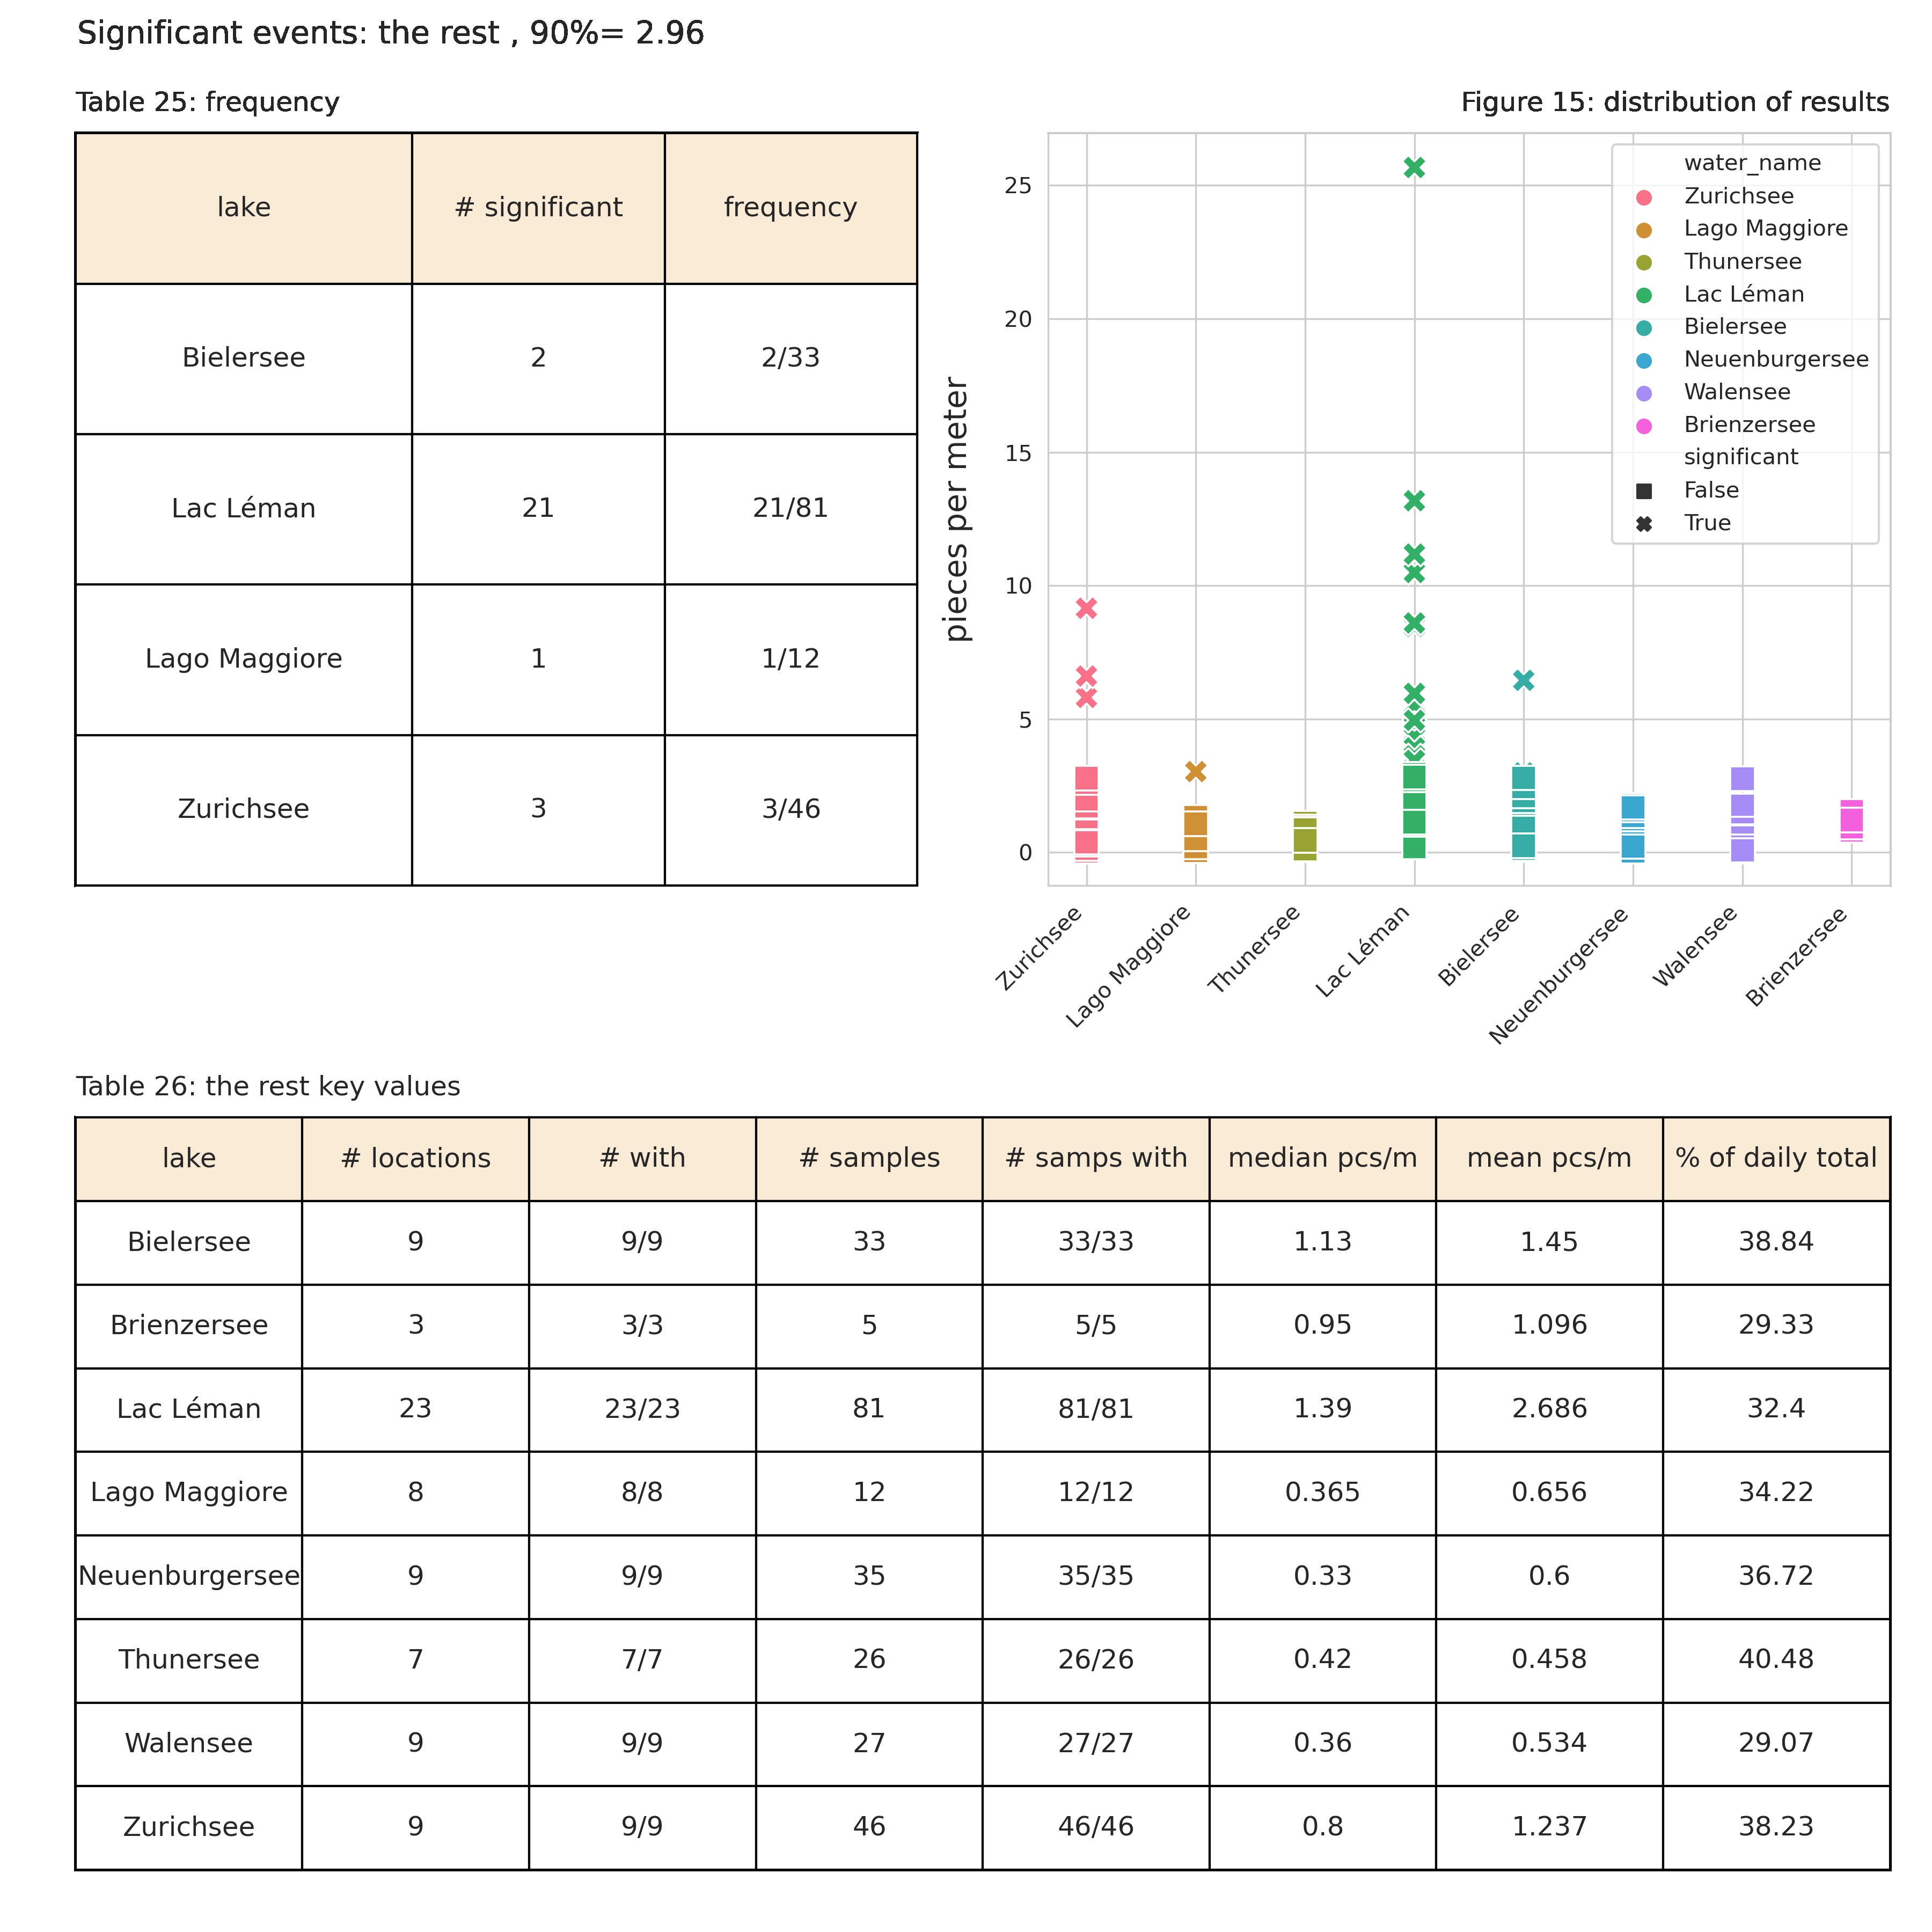 Significant events: the rest , 90%= 2.96
Table 25: frequency
lake # significant frequency
Bielersee 2 2/33
Lac Léman 21 21/81
Lago Maggiore 1 1/12
Zurichsee 3 3/46
Figure 15: distribution of results
pieces per meter
25
20
15
10
5
0
water_name
Zurichsee
Lago Maggiore
Thunersee
Lac Léman
Bielersee
Neuenburgersee
Walensee
Brienzersee
significant
False
True
Zurichsee
Lago Maggiore
Thunersee
Lac Léman
Bielersee
Neuenburgersee
Walensee
Brienzersee
Table 26: the rest key values
lake # locations # with # samples # samps with median pcs/m mean pcs/m % of daily total
Bielersee 9 9/9 33 33/33 1.13 1.45 38.84
Brienzersee 3 3/3 5 5/5 0.95 1.096 29.33
Lac Léman 23 23/23 81 81/81 1.39 2.686 32.4
Lago Maggiore 8 8/8 12 12/12 0.365 0.656 34.22
Neuenburgersee 9 9/9 35 35/35 0.33 0.6 36.72
Thunersee 7 7/7 26 26/26 0.42 0.458 40.48
Walensee 9 9/9 27 27/27 0.36 0.534 29.07
Zurichsee 9 9/9 46 46/46 0.8 1.237 38.23